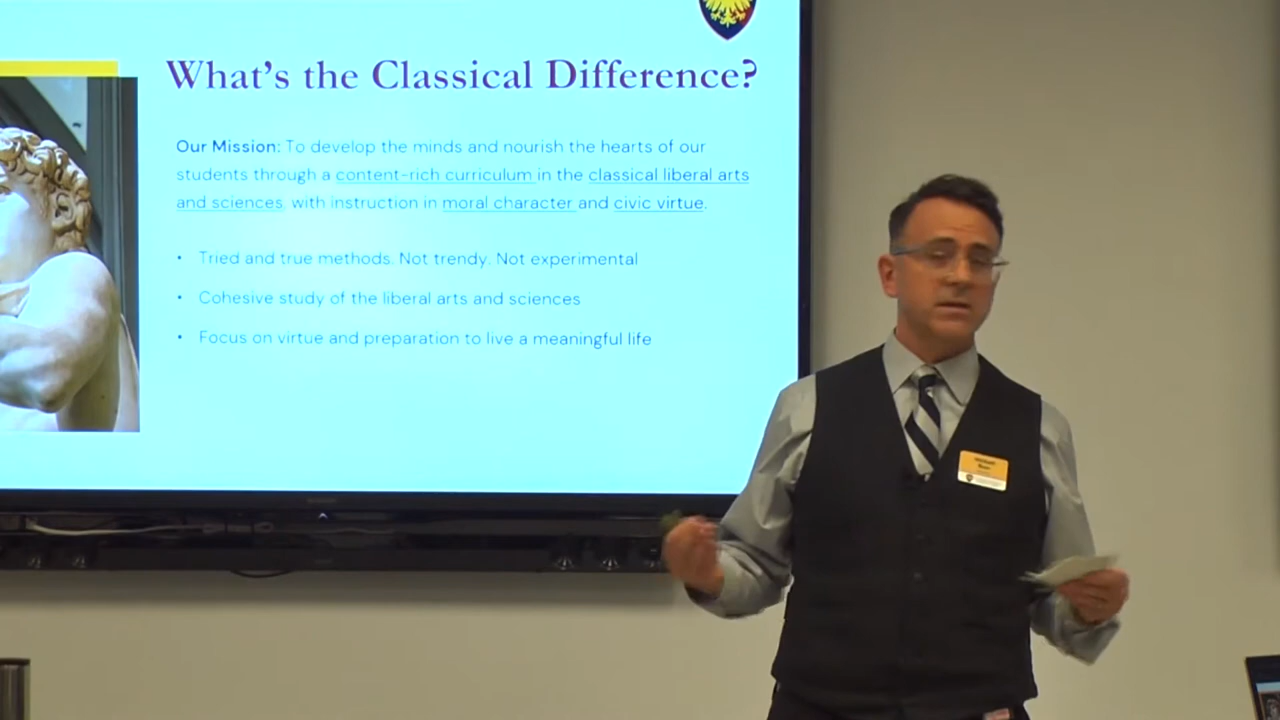 What's the Classical Difference?
Our Mission: To develop the minds and nourish the hearts of our
students through a content-rich curriculum in the classical liberal arts
and sciences, with instruction in moral character and civic virtue.
• Tried and true methods. Not trendy. Not experimental
• Cohesive study of the liberal arts and sciences
• Focus on virtue and preparation to live a meaningful life